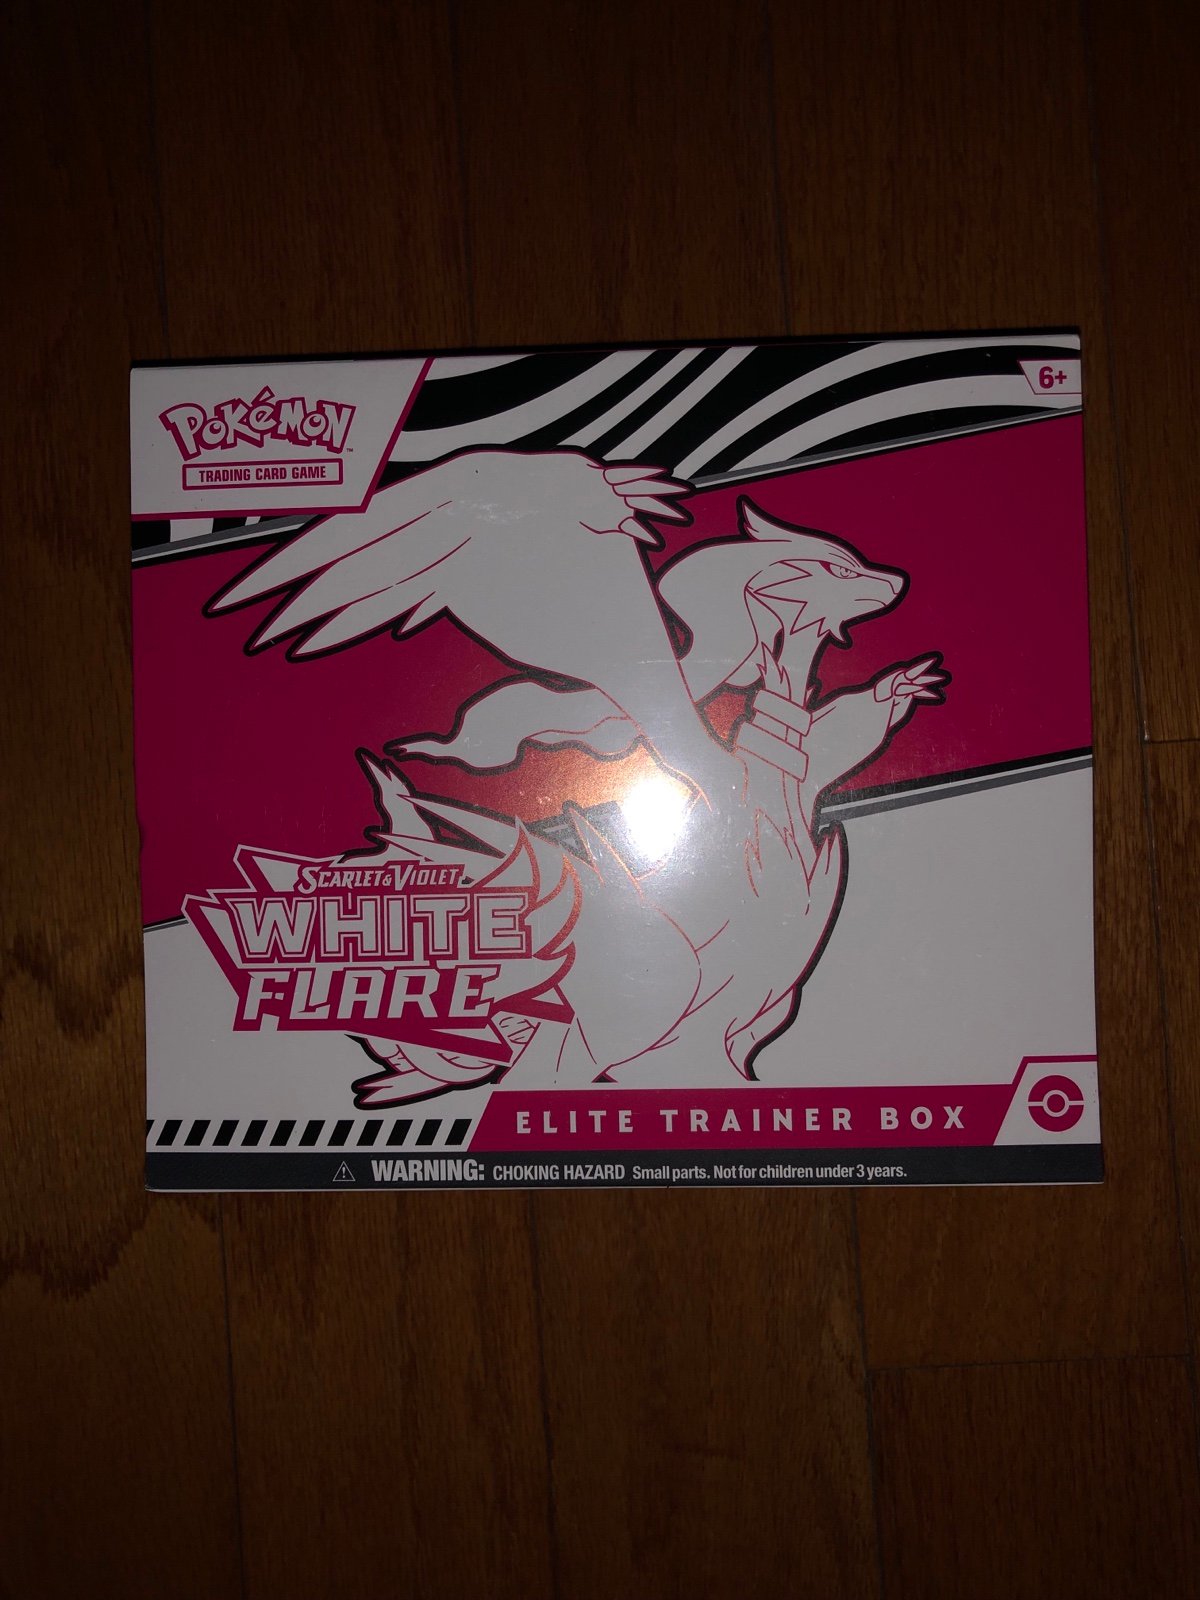 POKéMON™
TRADING CARD GAME
6+
SCARLET & VIOLET
WHITE
FLARE
ELITE TRAINER BOX
⚠ WARNING: CHOKING HAZARD Small parts. Not for children under 3 years.